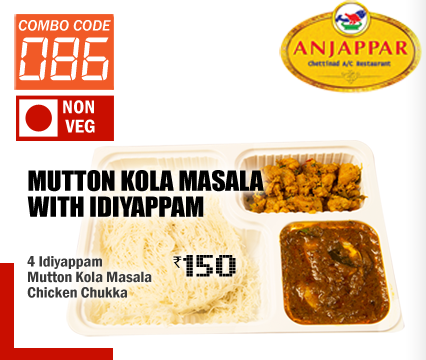 COMBO CODE
086
NON
VEG
ANJAPPAR
Chettinad A/C Restaurant
MUTTON KOLA MASALA
WITH IDIYAPPAM
4 Idiyappam
Mutton Kola Masala
Chicken Chukka
₹150